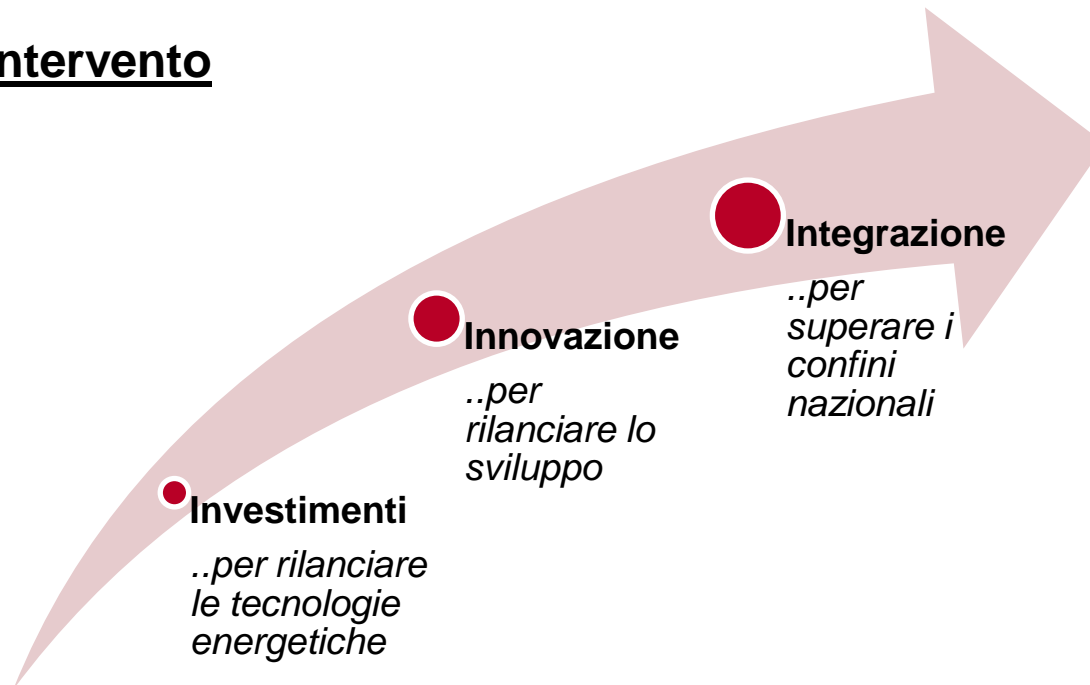 ntervento
Integrazione
..per
superare i
confini
nazionali
Innovazione
..per
rilanciare lo
sviluppo
Investimenti
..per rilanciare
le tecnologie
energetiche